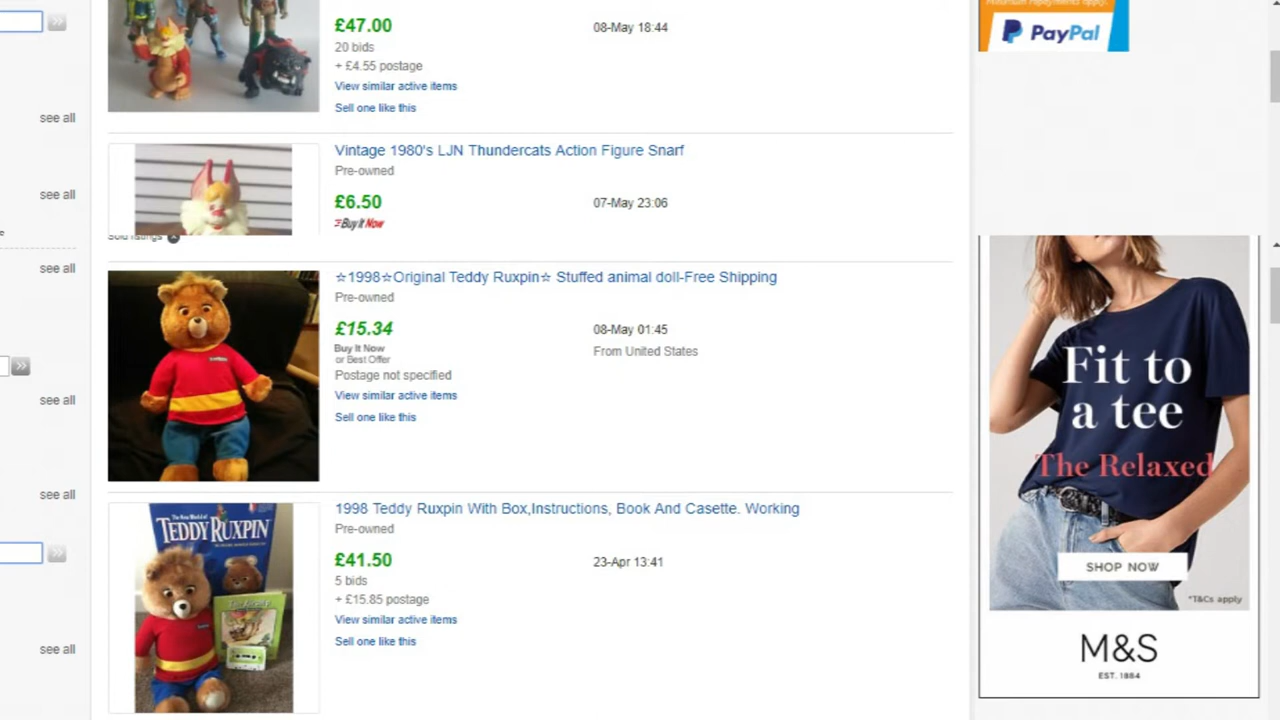 £47.00
08-May 18:44
20 bids
+ £4.55 postage
View similar active items
Sell one like this
PayPal
see all
Vintage 1980's LJN Thundercats Action Figure Snarf
Pre-owned
see all
£6.50
07-May 23:06
Buy It Now
see all
☆1998☆Original Teddy Ruxpin☆ Stuffed animal doll-Free Shipping
Pre-owned
£15.34
08-May 01:45
Buy It Now
or Best Offer
From United States
Postage not specified
View similar active items
see all
Sell one like this
see all
1998 Teddy Ruxpin With Box,Instructions, Book And Casette. Working
Pre-owned
TEDDY RUXPIN
£41.50
23-Apr 13:41
5 bids
+ £15.85 postage
View similar active items
Sell one like this
see all
Fit to
a tee
The Relaxed
SHOP NOW
*T&Cs apply
M&S
EST. 1884